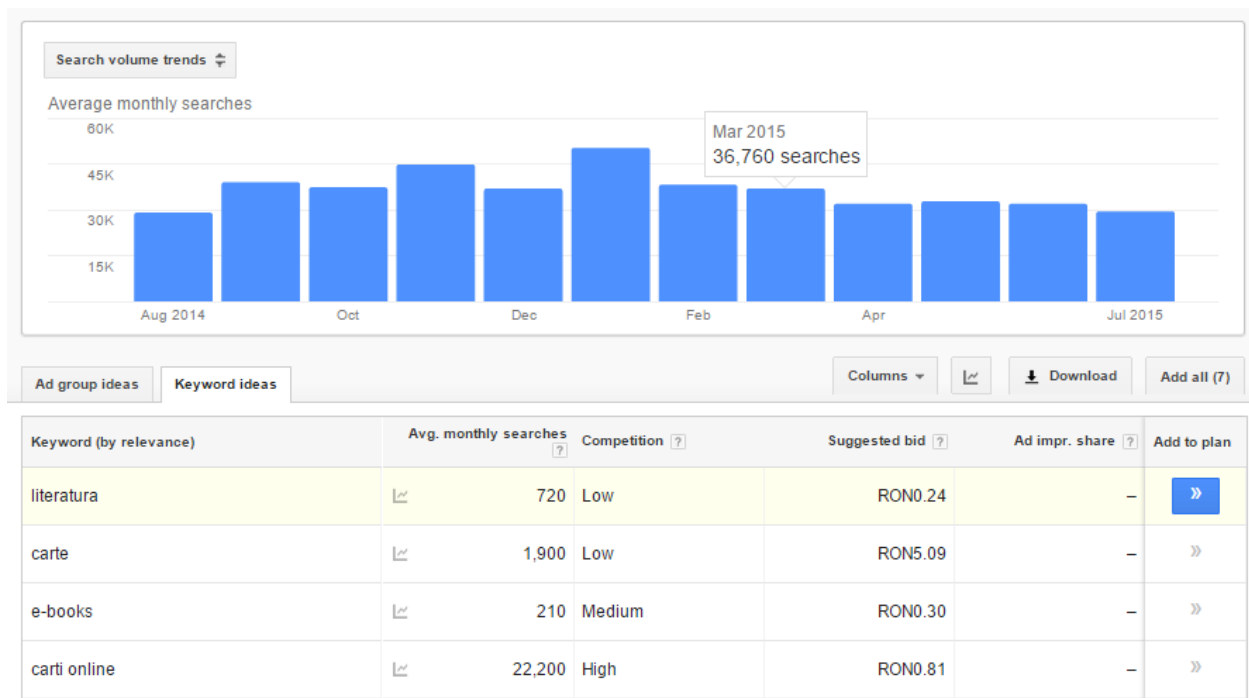 Search volume trends
Average monthly searches
60K
45K
30K
15K
Mar 2015
36,760 searches
Aug 2014 Oct Dec Feb Apr Jul 2015
Ad group ideas Keyword ideas Columns Download Add all (7)
Keyword (by relevance) Avg. monthly searches ? Competition ? Suggested bid ? Ad impr. share ? Add to plan
literatura 720 Low RON0.24 – »
carte 1,900 Low RON5.09 – »
e-books 210 Medium RON0.30 – »
carti online 22,200 High RON0.81 – »